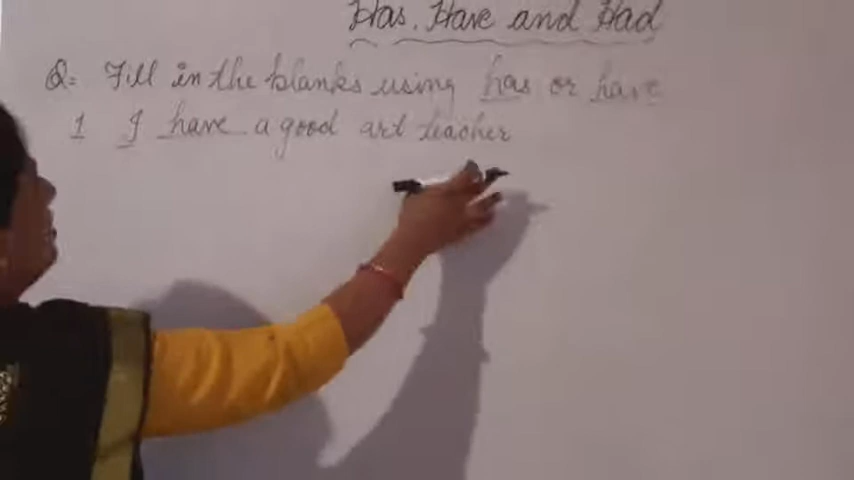 Has, Have and Had
Q= Fill in the blanks using has or have
1 I have a good art teacher